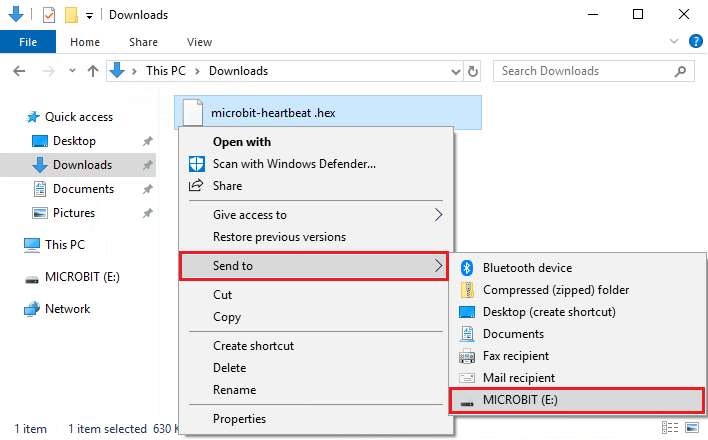 Downloads
File
Home
Share
View
This PC
Downloads
Search Downloads
Quick access
Desktop
Downloads
Documents
Pictures
This PC
MICROBIT (E:)
Network
microbit-heartbeat .hex
Open with
Scan with Windows Defender...
Share
Give access to
Restore previous versions
Send to
Cut
Copy
Create shortcut
Delete
Rename
Properties
Bluetooth device
Compressed (zipped) folder
Desktop (create shortcut)
Documents
Fax recipient
Mail recipient
MICROBIT (E:)
1 item
1 item selected 630 K